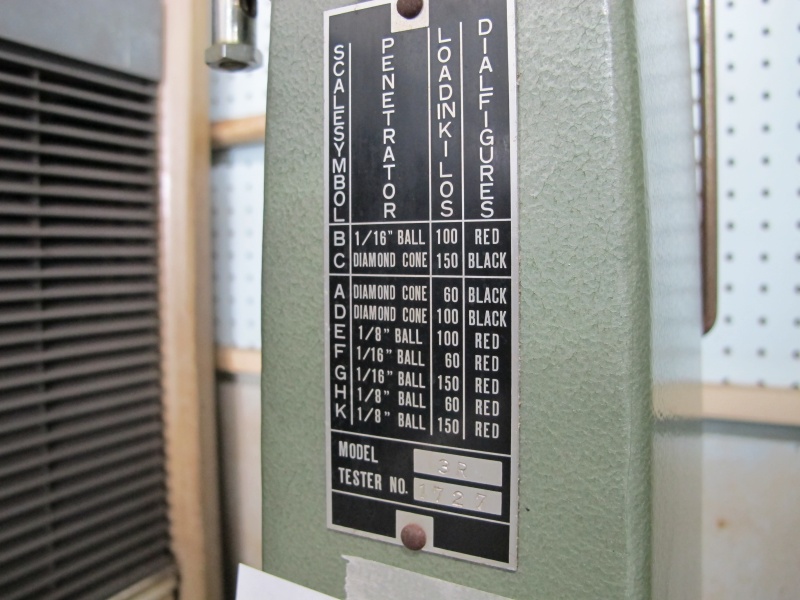 SCALE SYMBOL PENETRATOR LOAD IN KILOS DIAL FIGURES
B 1/16" BALL 100 RED
C DIAMOND CONE 150 BLACK
A DIAMOND CONE 60 BLACK
D DIAMOND CONE 100 BLACK
E 1/8" BALL 100 RED
F 1/16" BALL 60 RED
G 1/16" BALL 150 RED
H 1/8" BALL 60 RED
K 1/8" BALL 150 RED
MODEL 3R
TESTER NO. 1727